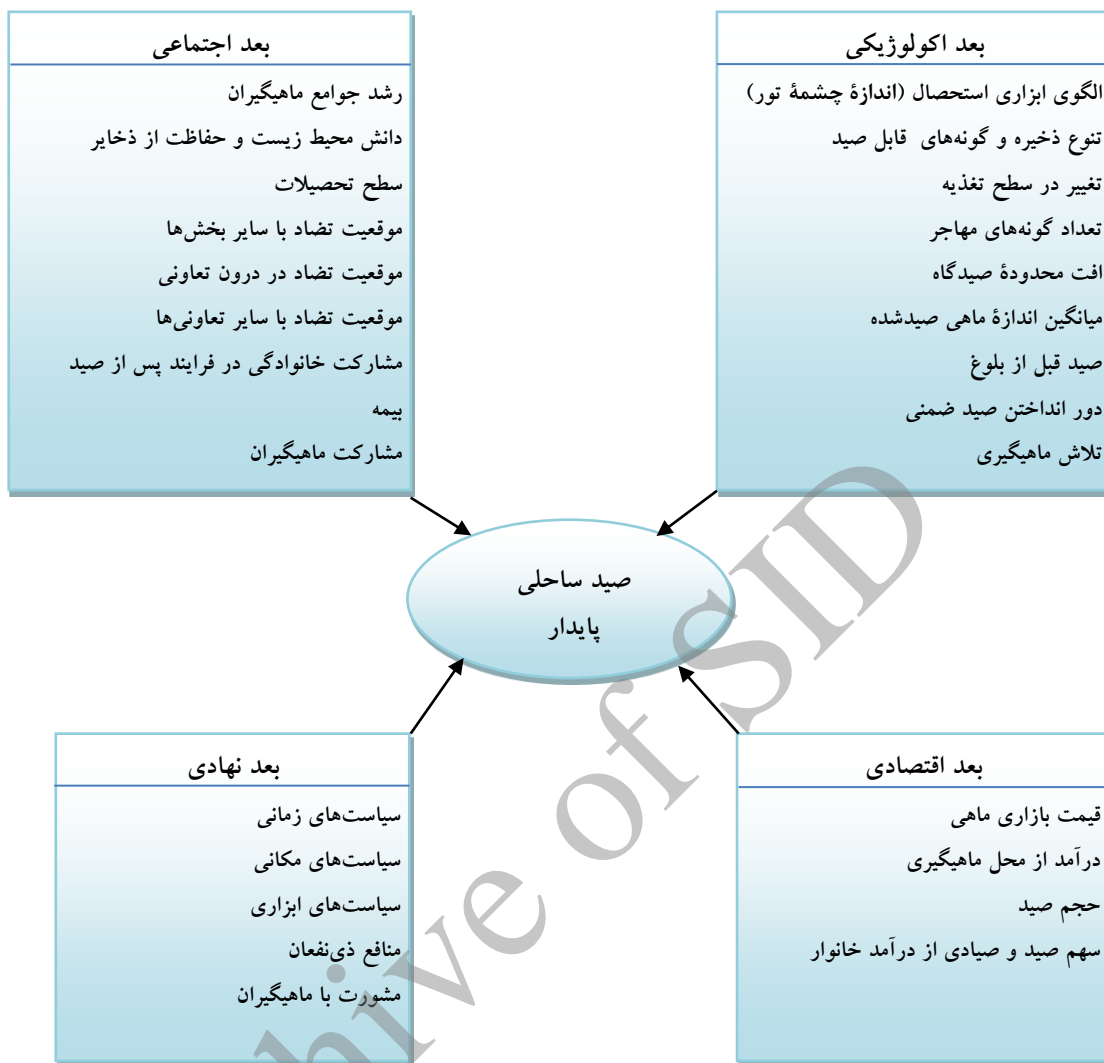 بعد اکولوژیکی
الگوی ابزاری استحصال (اندازهٔ چشمهٔ تور)
تنوع ذخیره و گونه‌های قابل صید
تغییر در سطح تغذیه
تعداد گونه‌های مهاجر
افت محدودهٔ صیدگاه
میانگین اندازهٔ ماهی صیدشده
صید قبل از بلوغ
دور انداختن صید ضمنی
تلاش ماهیگیری
بعد اجتماعی
رشد جوامع ماهیگیران
دانش محیط زیست و حفاظت از ذخایر
سطح تحصیلات
موقعیت تضاد با سایر بخش‌ها
موقعیت تضاد در درون تعاونی
موقعیت تضاد با سایر تعاونی‌ها
مشارکت خانوادگی در فرایند پس از صید
بیمه
مشارکت ماهیگیران
صید ساحلی
پایدار
بعد اقتصادی
قیمت بازاری ماهی
درآمد از محل ماهیگیری
حجم صید
سهم صید و صیادی از درآمد خانوار
بعد نهادی
سیاست‌های زمانی
سیاست‌های مکانی
سیاست‌های ابزاری
منافع ذی‌نفعان
مشورت با ماهیگیران
hive of SID